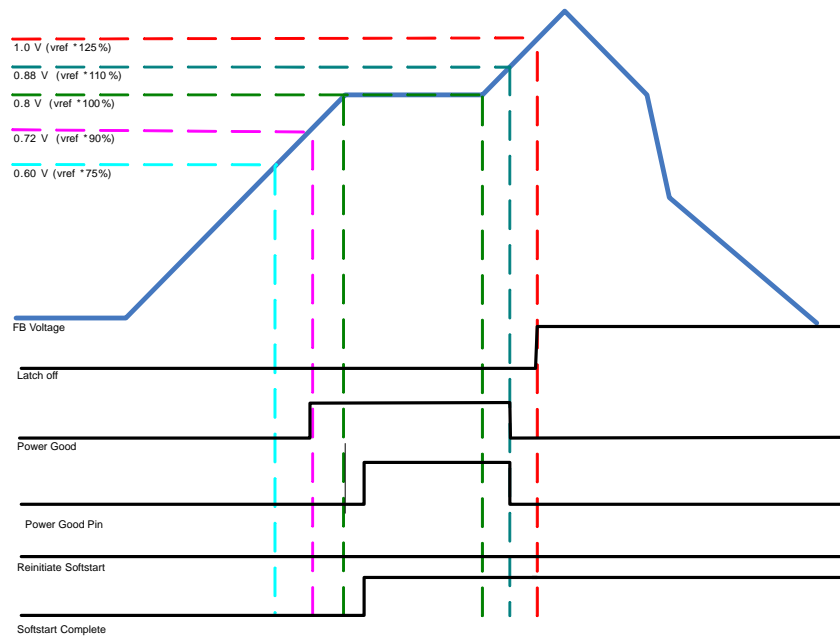 1.0 V (vref *125%)
0.88 V (vref *110%)
0.8 V (vref *100%)
0.72 V (vref *90%)
0.60 V (vref *75%)
FB Voltage
Latch off
Power Good
Power Good Pin
Reinitiate Softstart
Softstart Complete